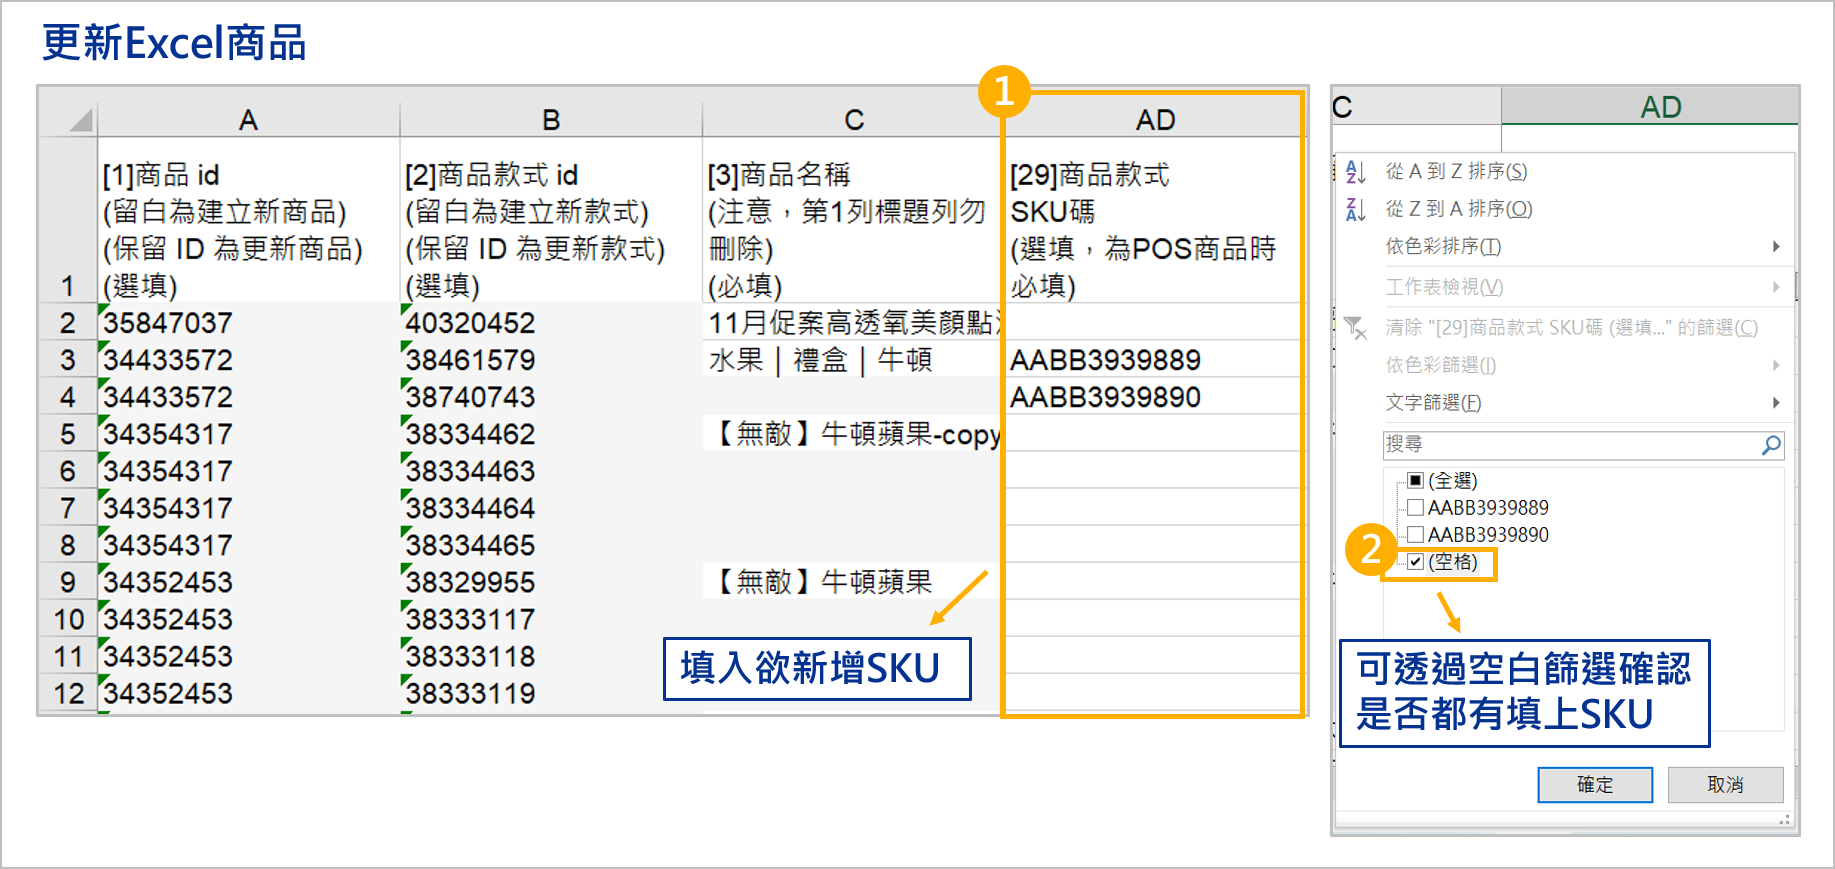 更新Excel商品
1
A B C AD
[1]商品 id
(留白為建立新商品)
(保留 ID 為更新商品)
(選填)
[2]商品款式 id
(留白為建立新款式)
(保留 ID 為更新款式)
(選填)
[3]商品名稱
(注意，第1列標題列勿
刪除)
(必填)
[29]商品款式
SKU碼
(選填，為POS商品時
必填)
1
2 35847037 40320452 11月促案高透氧美顏點
3 34433572 38461579 水果｜禮盒｜牛頓 AABB3939889
4 34433572 38740743 AABB3939890
5 34354317 38334462 【無敵】牛頓蘋果-copy
6 34354317 38334463
7 34354317 38334464
8 34354317 38334465
9 34352453 38329955 【無敵】牛頓蘋果
10 34352453 38333117
11 34352453 38333118
12 34352453 38333119
填入欲新增SKU
C AD
從 A 到 Z 排序(S)
從 Z 到 A 排序(O)
依色彩排序(T)
工作表檢視(V)
清除 "[29]商品款式 SKU碼 (選填..." 的篩選(C)
依色彩篩選(I)
文字篩選(F)
搜尋
(全選)
AABB3939889
AABB3939890
2
(空格)
可透過空白篩選確認
是否都有填上SKU
確定 取消